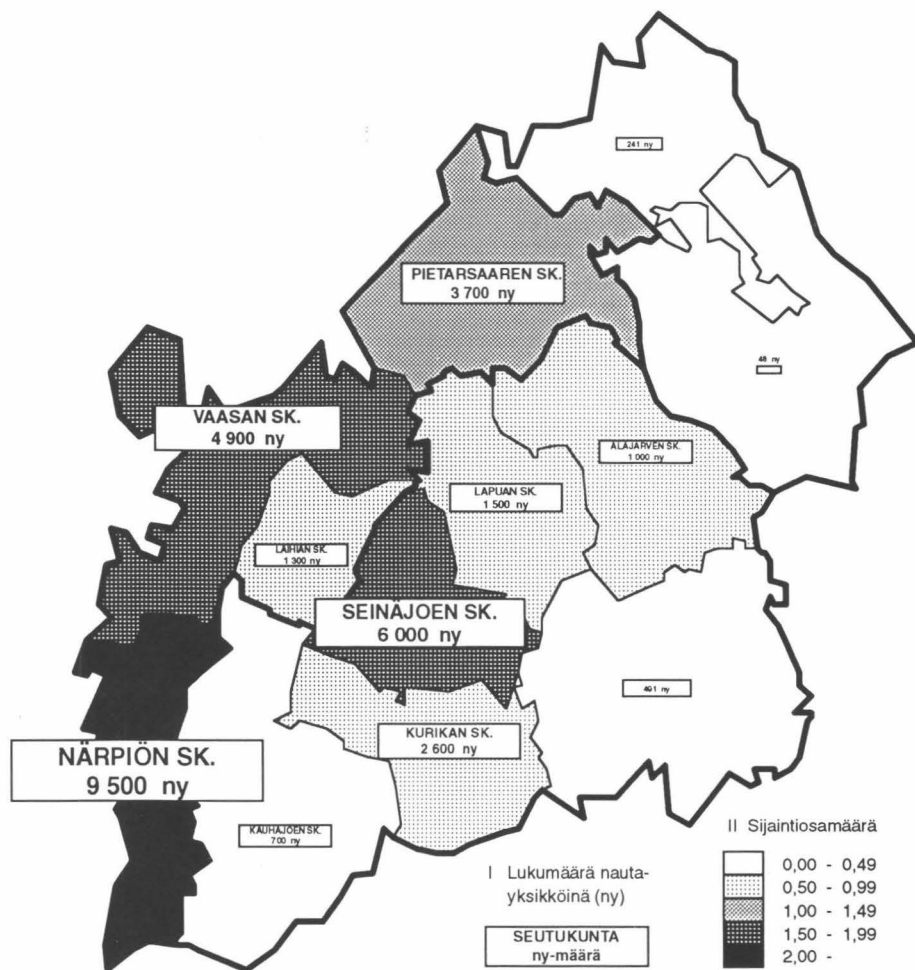 241 ny
PIETARSAAREN SK.
3 700 ny
48 ny
VAASAN SK.
4 900 ny
ALAJÄRVEN SK.
1 000 ny
LAPUAN SK.
1 500 ny
LAIHIAN SK.
1 300 ny
SEINÄJOEN SK.
6 000 ny
491 ny
KURIKAN SK.
2 600 ny
NÄRPIÖN SK.
9 500 ny
KAUHAJOEN SK.
700 ny
I Lukumäärä nauta-
yksikköinä (ny)
SEUTUKUNTA
ny-määrä
II Sijaintiosamäärä
0,00 - 0,49
0,50 - 0,99
1,00 - 1,49
1,50 - 1,99
2,00 -